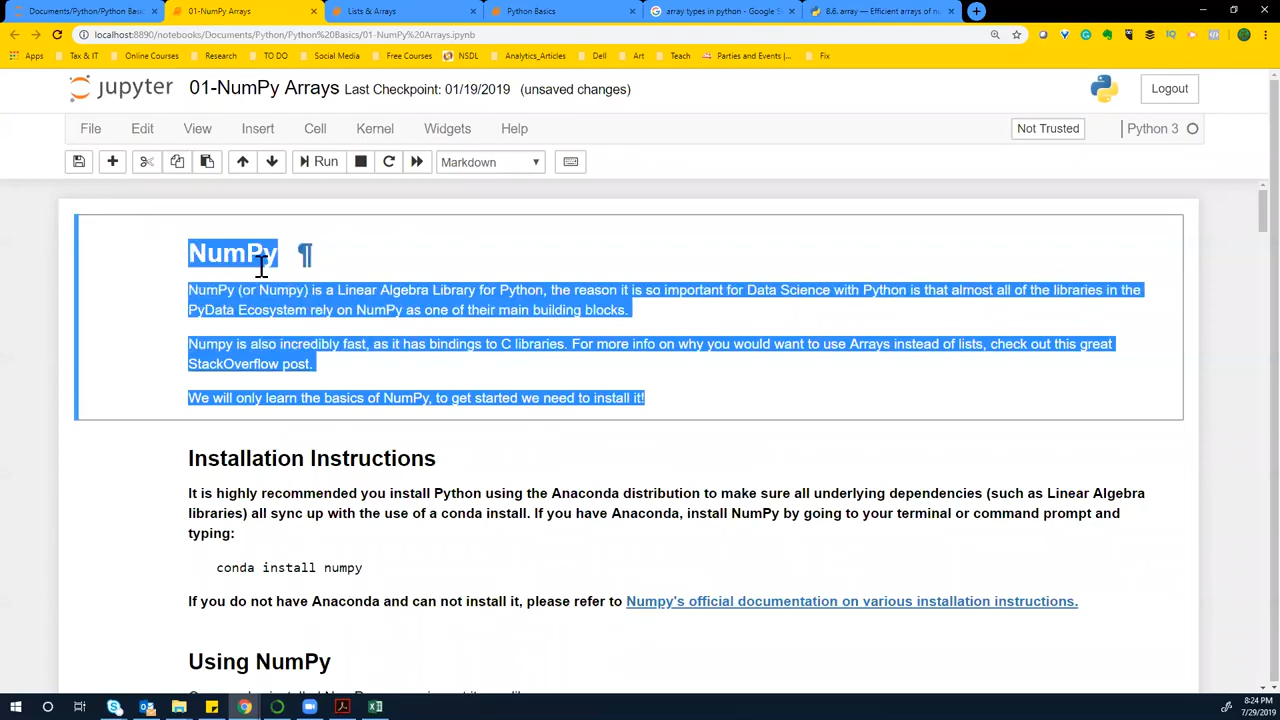 Documents/Python/Python Basi
01-NumPy Arrays
Lists & Arrays
Python Basics
array types in python - Google S
8.6. array — Efficient arrays of nu
localhost:8890/notebooks/Documents/Python/Python%20Basics/01-NumPy%20Arrays.ipynb
Apps Tax & IT Online Courses Research TO DO Social Media Free Courses NSDL Analytics_Articles Dell Art Teach Parties and Events | Fix
jupyter 01-NumPy Arrays Last Checkpoint: 01/19/2019 (unsaved changes) Logout
File Edit View Insert Cell Kernel Widgets Help Not Trusted Python 3
Run Markdown
NumPy ¶
NumPy (or Numpy) is a Linear Algebra Library for Python, the reason it is so important for Data Science with Python is that almost all of the libraries in the
PyData Ecosystem rely on NumPy as one of their main building blocks.
Numpy is also incredibly fast, as it has bindings to C libraries. For more info on why you would want to use Arrays instead of lists, check out this great
StackOverflow post.
We will only learn the basics of NumPy, to get started we need to install it!
Installation Instructions
It is highly recommended you install Python using the Anaconda distribution to make sure all underlying dependencies (such as Linear Algebra
libraries) all sync up with the use of a conda install. If you have Anaconda, install NumPy by going to your terminal or command prompt and
typing:
conda install numpy
If you do not have Anaconda and can not install it, please refer to Numpy's official documentation on various installation instructions.
Using NumPy
8:24 PM
7/29/2019